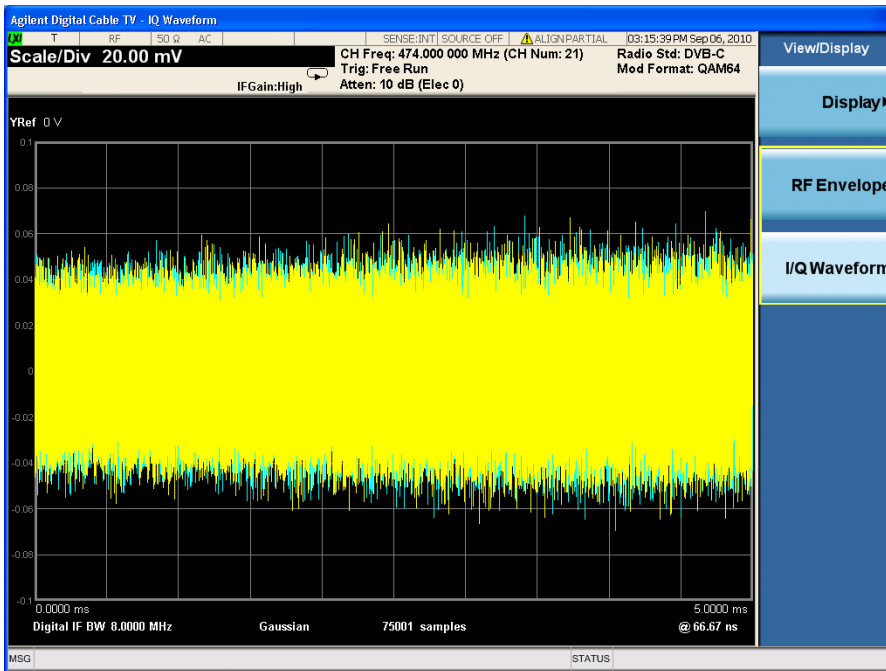 Agilent Digital Cable TV - IQ Waveform
LXI T RF 50 Ω AC SENSE:INT SOURCE OFF ALIGN PARTIAL 03:15:39 PM Sep 06, 2010
Scale/Div 20.00 mV
CH Freq: 474.000 000 MHz (CH Num: 21)
Radio Std: DVB-C
Trig: Free Run
Mod Format: QAM64
IFGain:High
Atten: 10 dB (Elec 0)
View/Display
Display
RF Envelope
I/Q Waveform
YRef 0 V
0.1
0.08
0.06
0.04
0.02
0
-0.02
-0.04
-0.06
-0.08
-0.1
0.0000 ms
5.0000 ms
Digital IF BW 8.0000 MHz Gaussian 75001 samples @ 66.67 ns
MSG STATUS